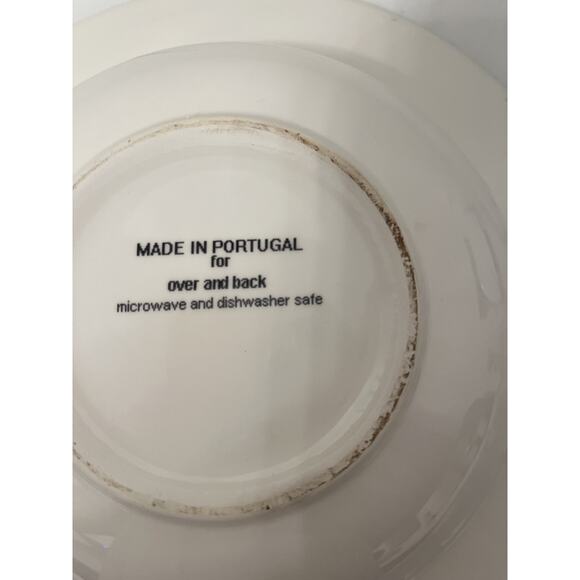 MADE IN PORTUGAL
for
over and back
microwave and dishwasher safe